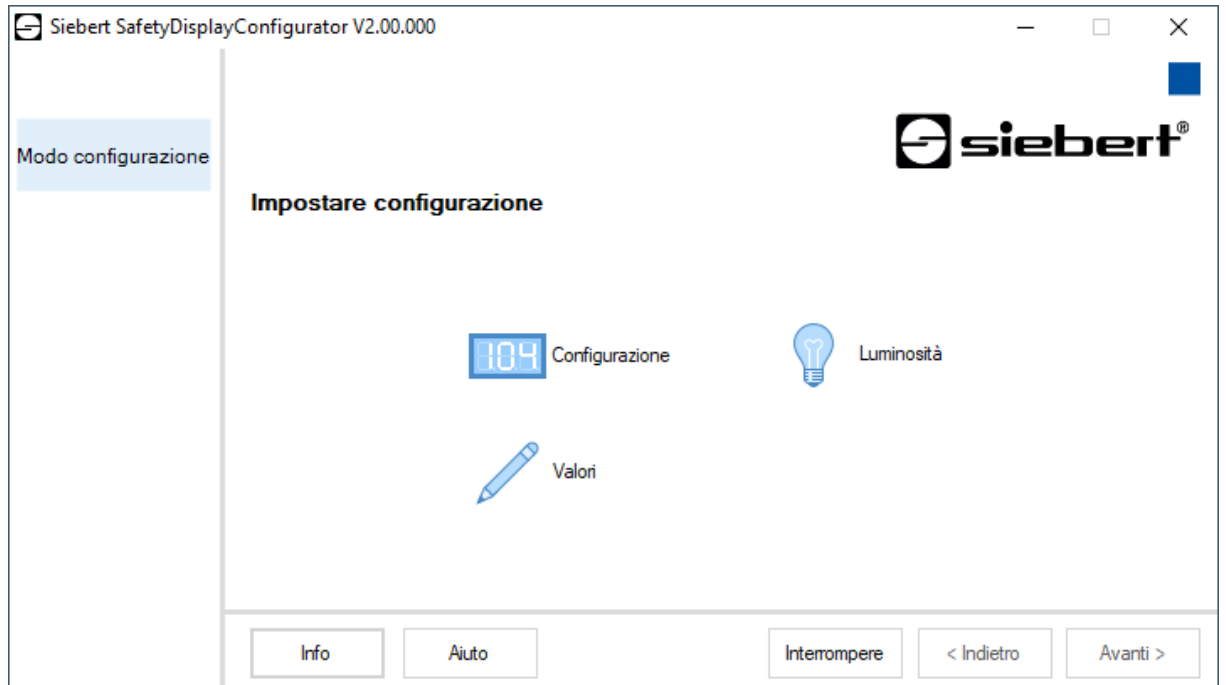 Siebert SafetyDisplayConfigurator V2.00.000
siebert®
Modo configurazione
Impostare configurazione
104 Configurazione
Luminosità
Valori
Info
Aiuto
Interrompere
< Indietro
Avanti >